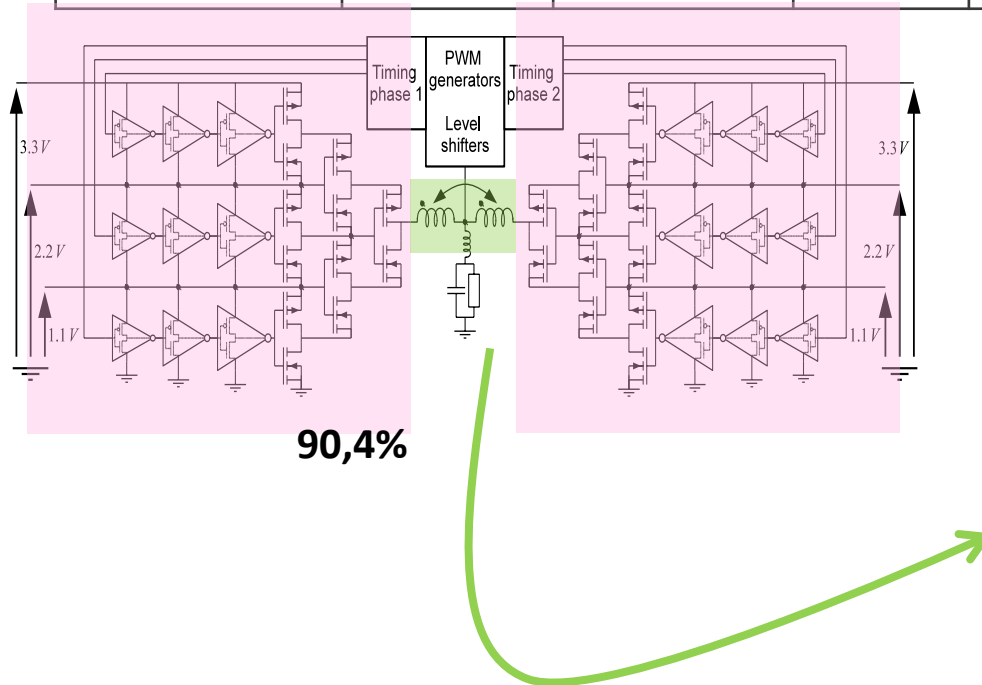 Timing
phase 1
PWM
generators
Level
shifters
Timing
phase 2
3.3 V
2.2 V
1.1 V
3.3 V
2.2 V
1.1 V
90,4%